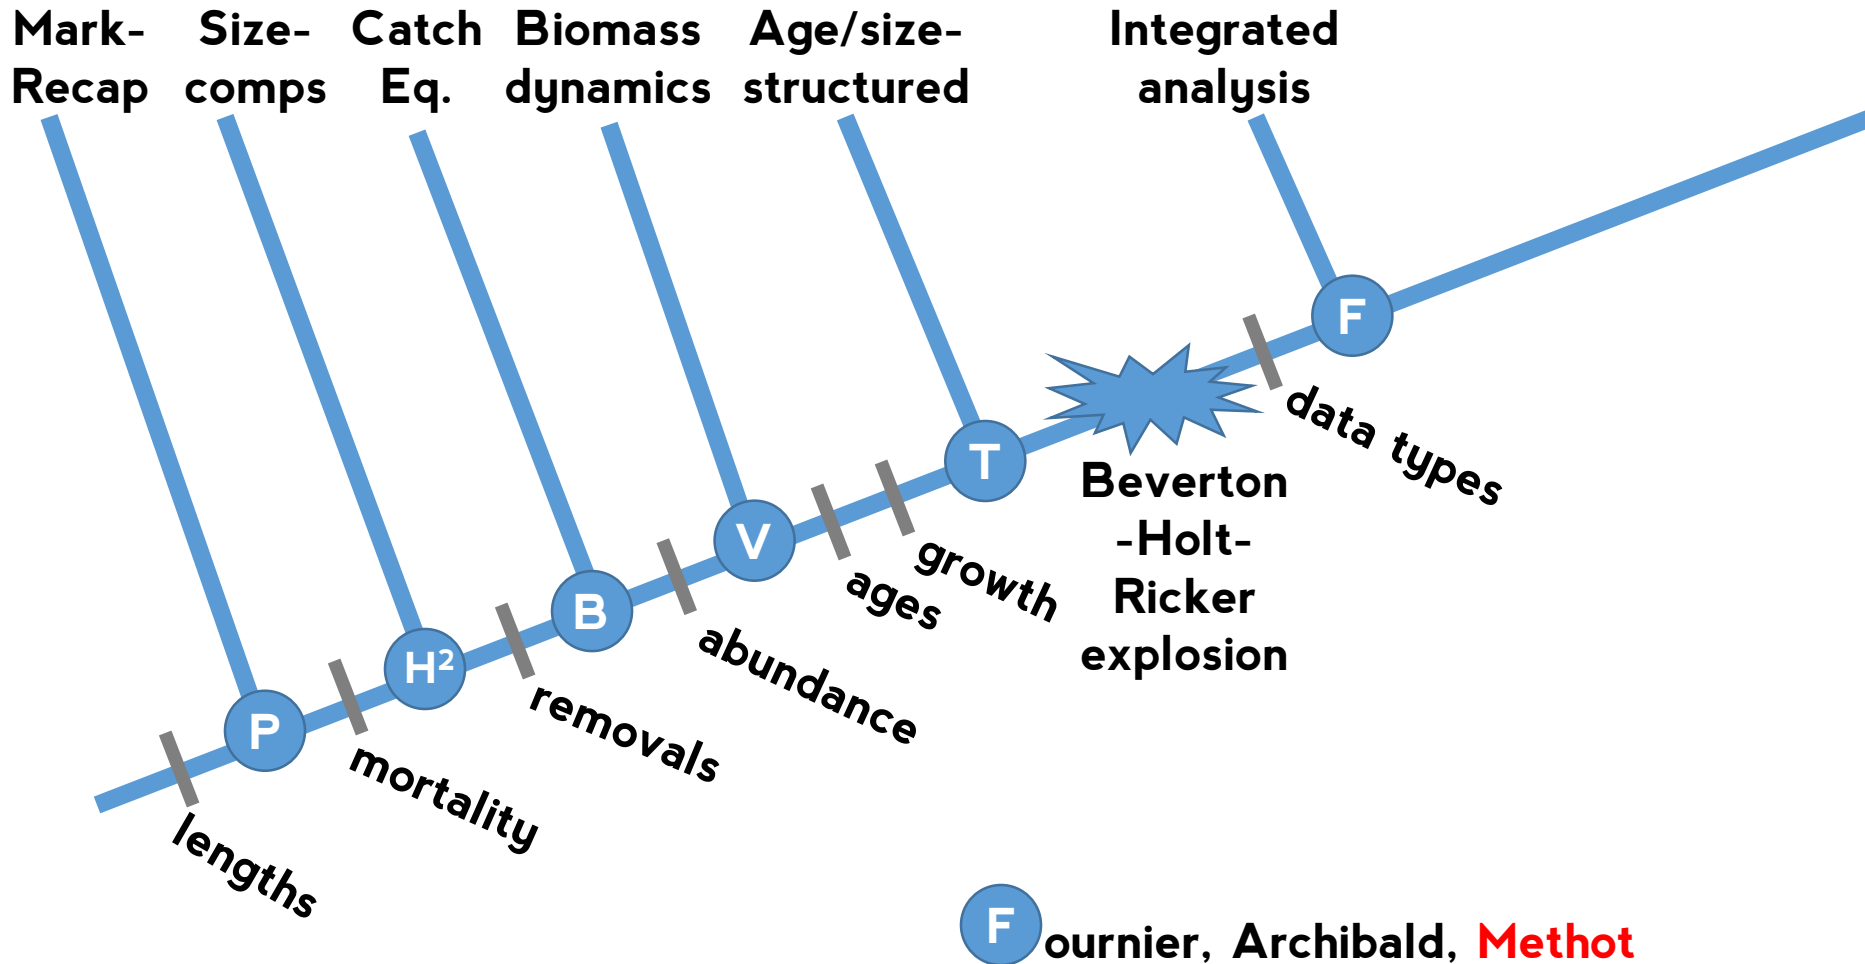 Mark-
Recap
Size-
comps
Catch
Eq.
Biomass
dynamics
Age/size-
structured
Integrated
analysis
F
data types
T
Beverton
-Holt-
Ricker
explosion
V
growth
ages
B
abundance
H²
removals
P
mortality
lengths
Fournier, Archibald, Methot